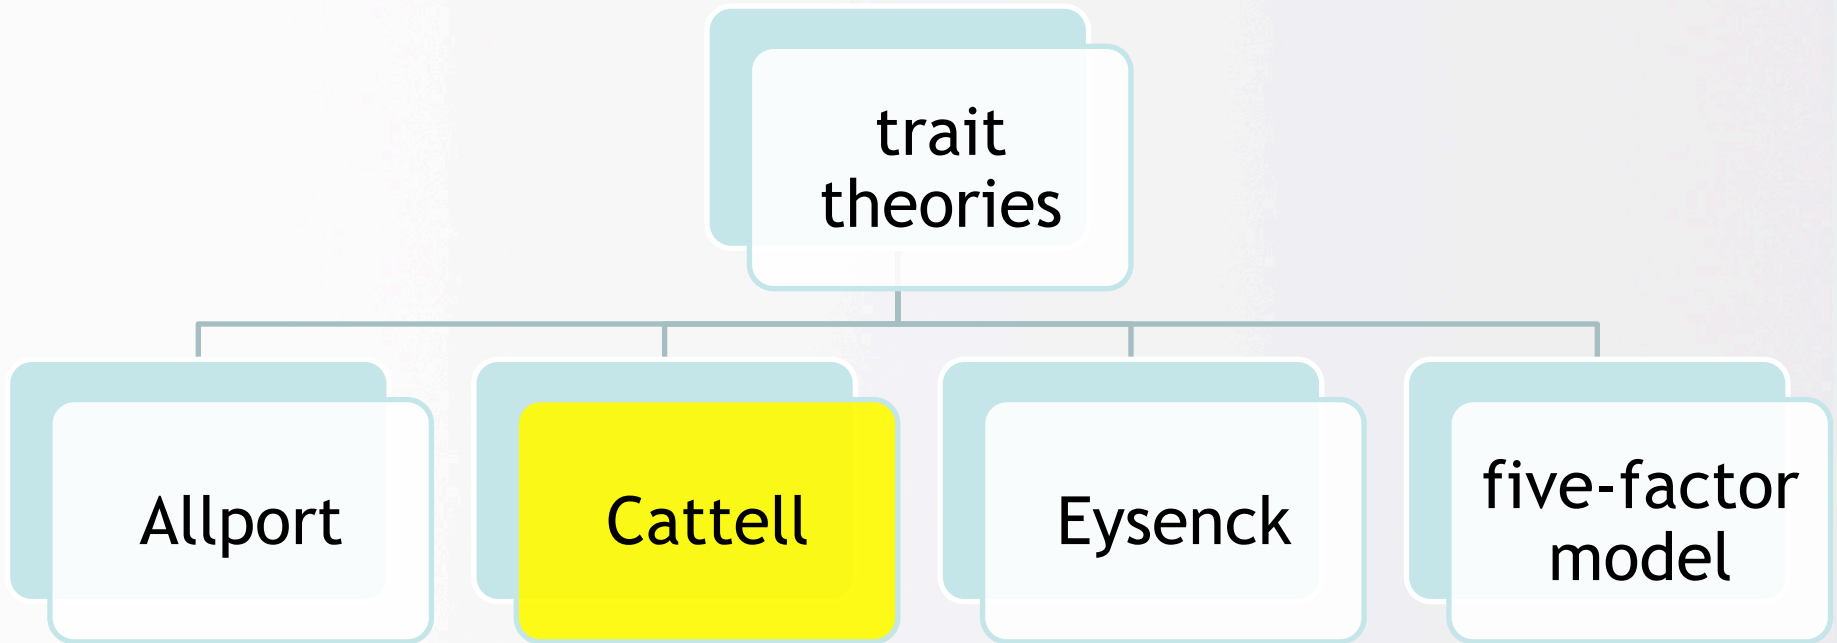 trait
theories
Allport
Cattell
Eysenck
five-factor
model